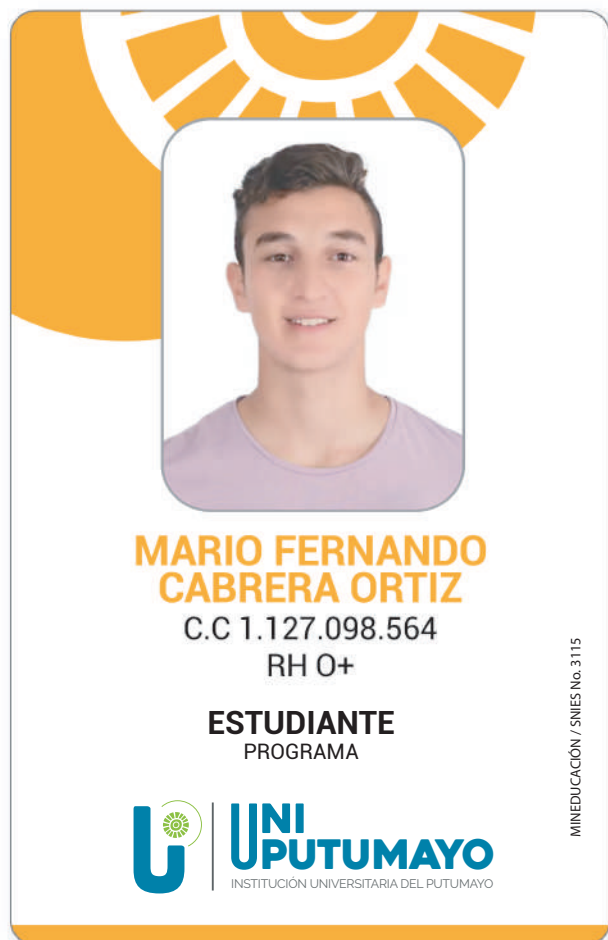 MARIO FERNANDO
CABRERA ORTIZ
C.C 1.127.098.564
RH O+
ESTUDIANTE
PROGRAMA
MINEDUCACIÓN / SNIES No. 3115
UNI
PUTUMAYO
INSTITUCIÓN UNIVERSITARIA DEL PUTUMAYO